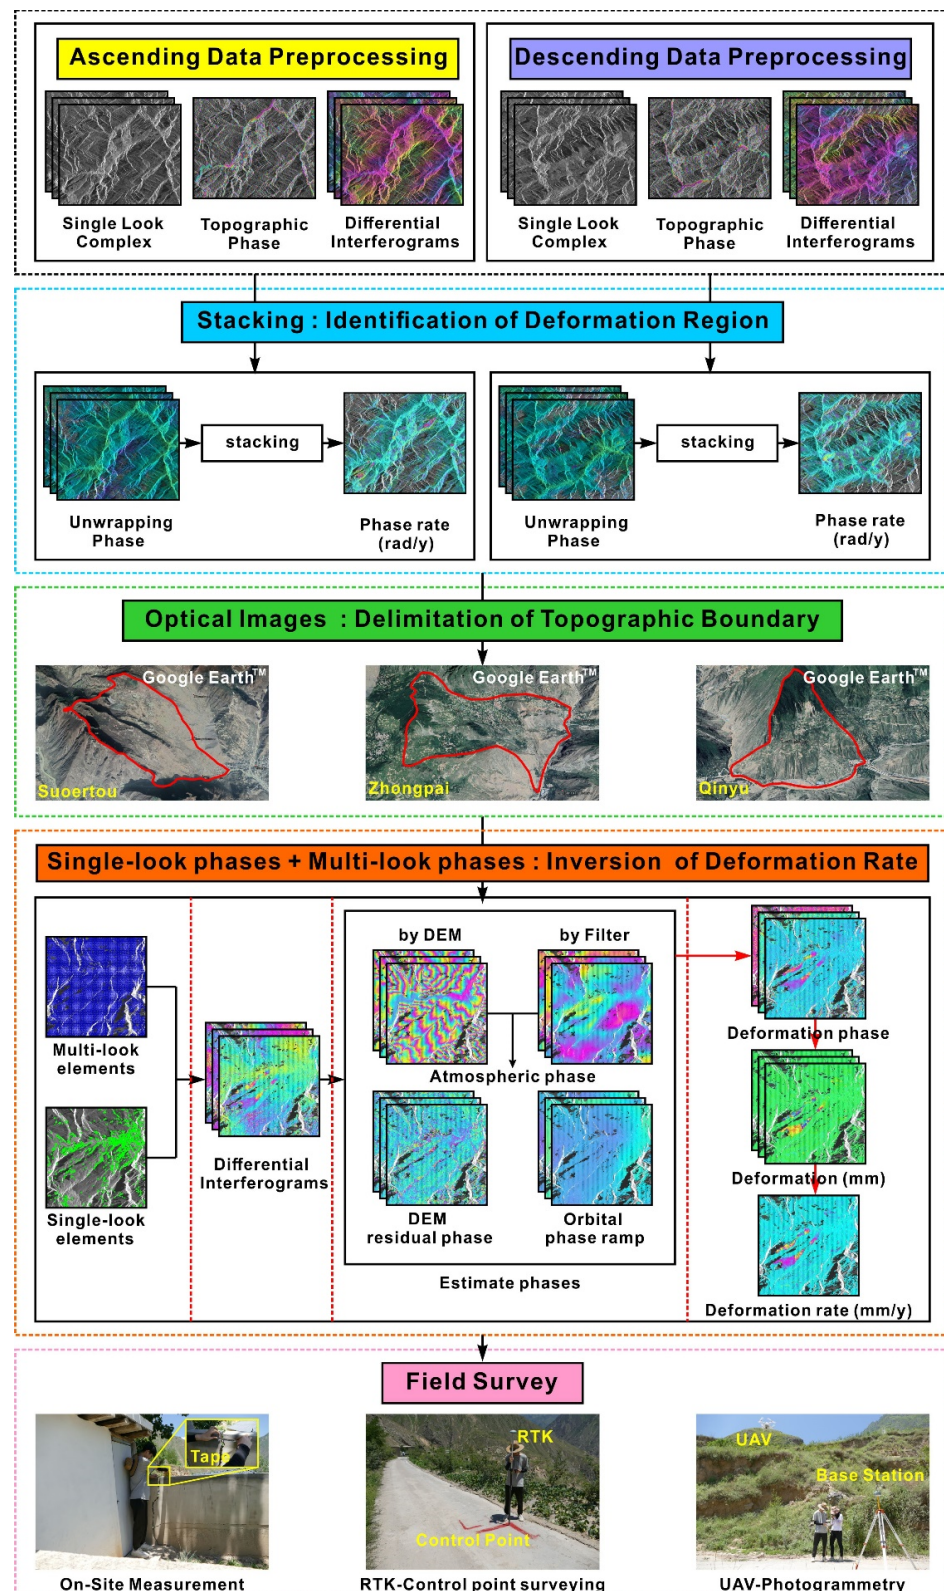 Ascending Data Preprocessing
Descending Data Preprocessing
Single Look
Complex
Topographic
Phase
Differential
Interferograms
Single Look
Complex
Topographic
Phase
Differential
Interferograms
Stacking : Identification of Deformation Region
stacking
Unwrapping
Phase
Phase rate
(rad/y)
stacking
Unwrapping
Phase
Phase rate
(rad/y)
Optical Images : Delimitation of Topographic Boundary
Google Earth™
Suoertou
Google Earth™
Zhongpai
Google Earth™
Qinyu
Single-look phases + Multi-look phases : Inversion of Deformation Rate
Multi-look
elements
Single-look
elements
Differential
Interferograms
by DEM
by Filter
Atmospheric phase
DEM
residual phase
Orbital
phase ramp
Estimate phases
Deformation phase
Deformation (mm)
Deformation rate (mm/y)
Field Survey
Tape
On-Site Measurement
RTK
Control Point
RTK-Control point surveying
UAV
Base Station
UAV-Photogrammetry